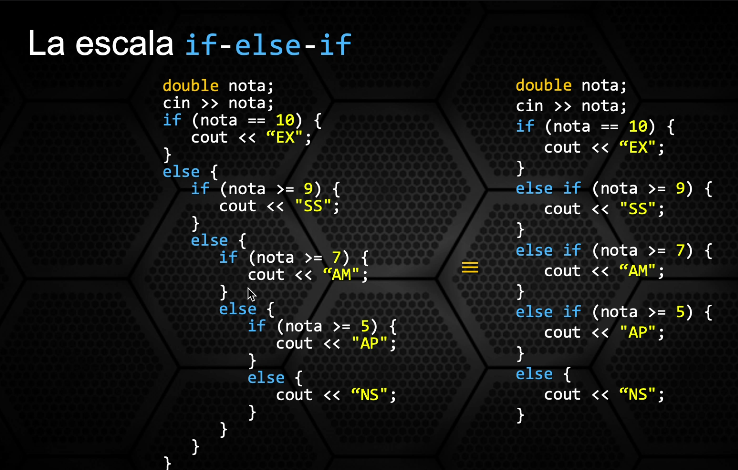 La escala if-else-if
double nota;
cin >> nota;
if (nota == 10) {
cout << “EX";
}
else {
if (nota >= 9) {
cout << "SS";
}
else {
if (nota >= 7) {
cout << “AM";
}
else {
if (nota >= 5) {
cout << "AP";
}
else {
cout << “NS";
}
}
}
}
≡
double nota;
cin >> nota;
if (nota == 10) {
cout << “EX";
}
else if (nota >= 9) {
cout << "SS";
}
else if (nota >= 7) {
cout << “AM";
}
else if (nota >= 5) {
cout << "AP";
}
else {
cout << “NS";
}